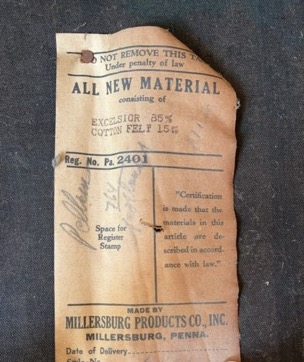 DO NOT REMOVE THIS
Under penalty of law
ALL NEW MATERIAL
consisting of
EXCELSIOR 85%
COTTON FELT 15%
Reg. No. Pa. 2401
Space for
Register
Stamp
"Certification
is made that the
materials in this
article are de-
scribed in accord
ance with law."
MADE BY
MILLERSBURG PRODUCTS CO., INC.
MILLERSBURG, PENNA.
Date of Delivery